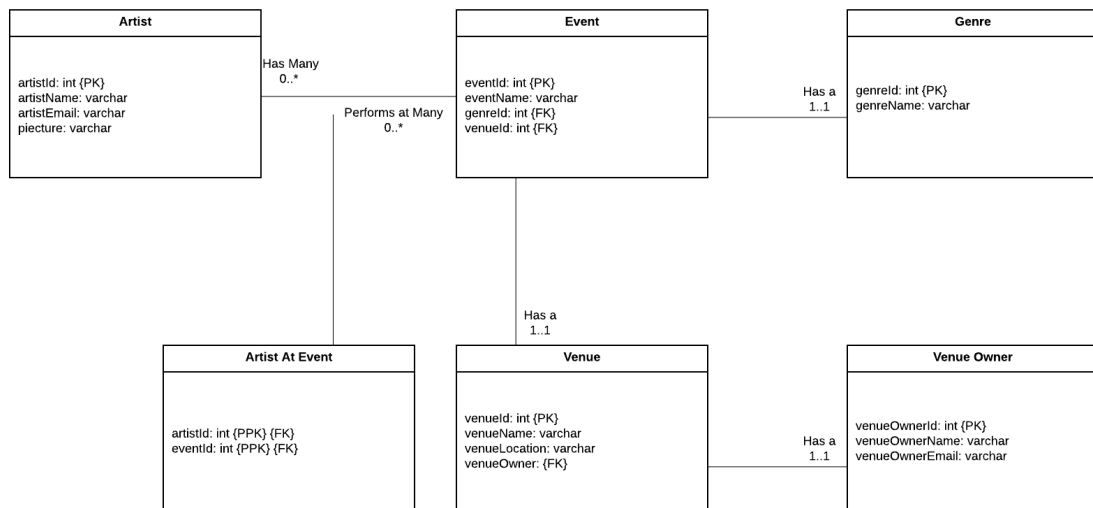 Artist
artistId: int {PK}
artistName: varchar
artistEmail: varchar
piecture: varchar
Has Many
0..*
Performs at Many
0..*
Event
eventId: int {PK}
eventName: varchar
genreId: int {FK}
venueId: int {FK}
Has a
1..1
Genre
genreId: int {PK}
genreName: varchar
Has a
1..1
Artist At Event
artistId: int {PPK} {FK}
eventId: int {PPK} {FK}
Venue
venueId: int {PK}
venueName: varchar
venueLocation: varchar
venueOwner: {FK}
Has a
1..1
Venue Owner
venueOwnerId: int {PK}
venueOwnerName: varchar
venueOwnerEmail: varchar